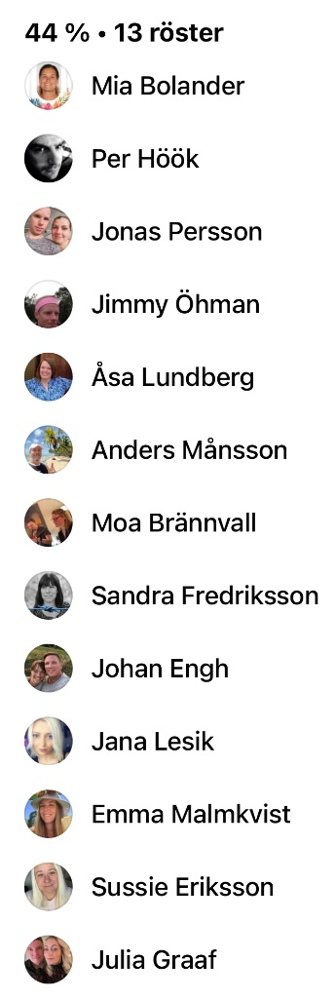 44 % • 13 röster
Mia Bolander
Per Höök
Jonas Persson
Jimmy Öhman
Åsa Lundberg
Anders Månsson
Moa Brännvall
Sandra Fredriksson
Johan Engh
Jana Lesik
Emma Malmkvist
Sussie Eriksson
Julia Graaf